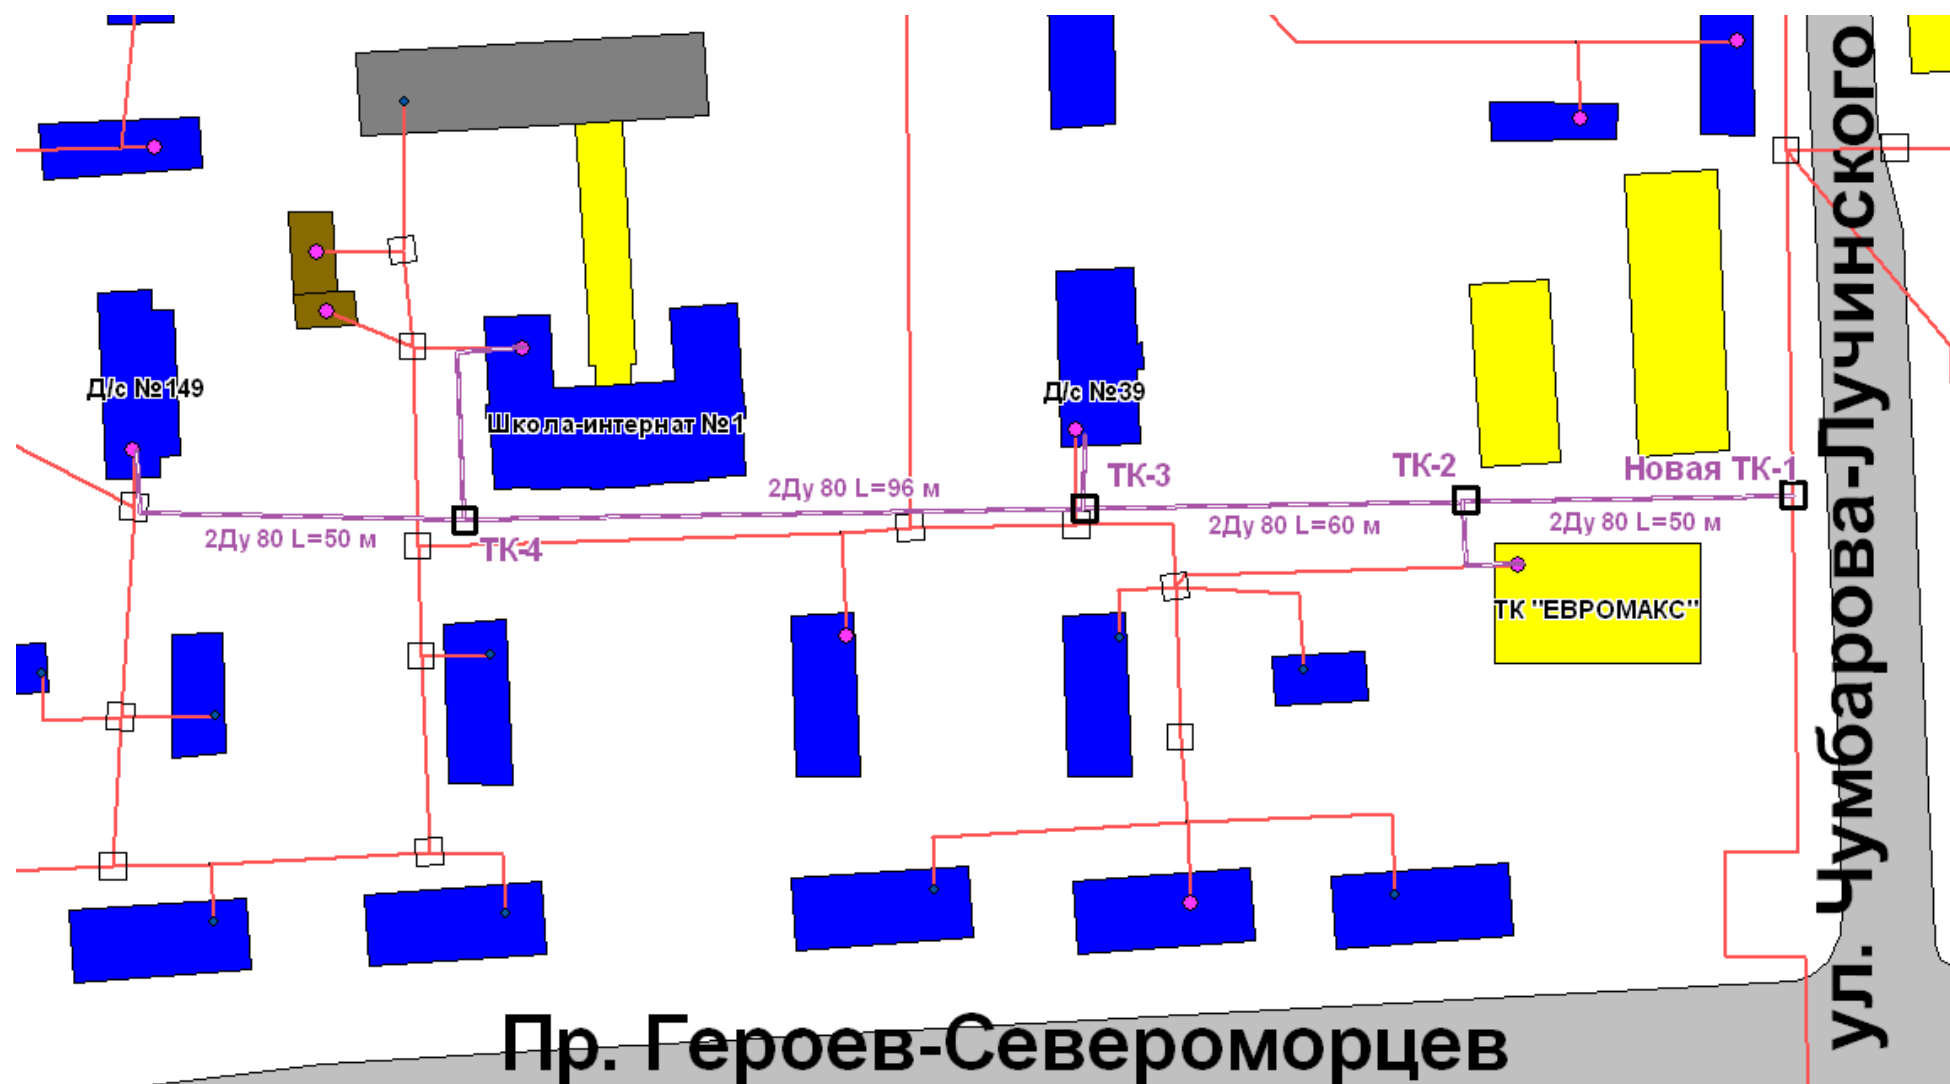 ул. Чумбарова-Лучинского
Д/с №149
Д/с №39
Школа-интернат №1
ТК-3
ТК-2
Новая ТК-1
2Ду 80 L=96 м
2Ду 80 L=60 м
2Ду 80 L=50 м
2Ду 80 L=50 м
ТК-4
ТК "ЕВРОМАКС"
Пр. Героев-Североморцев